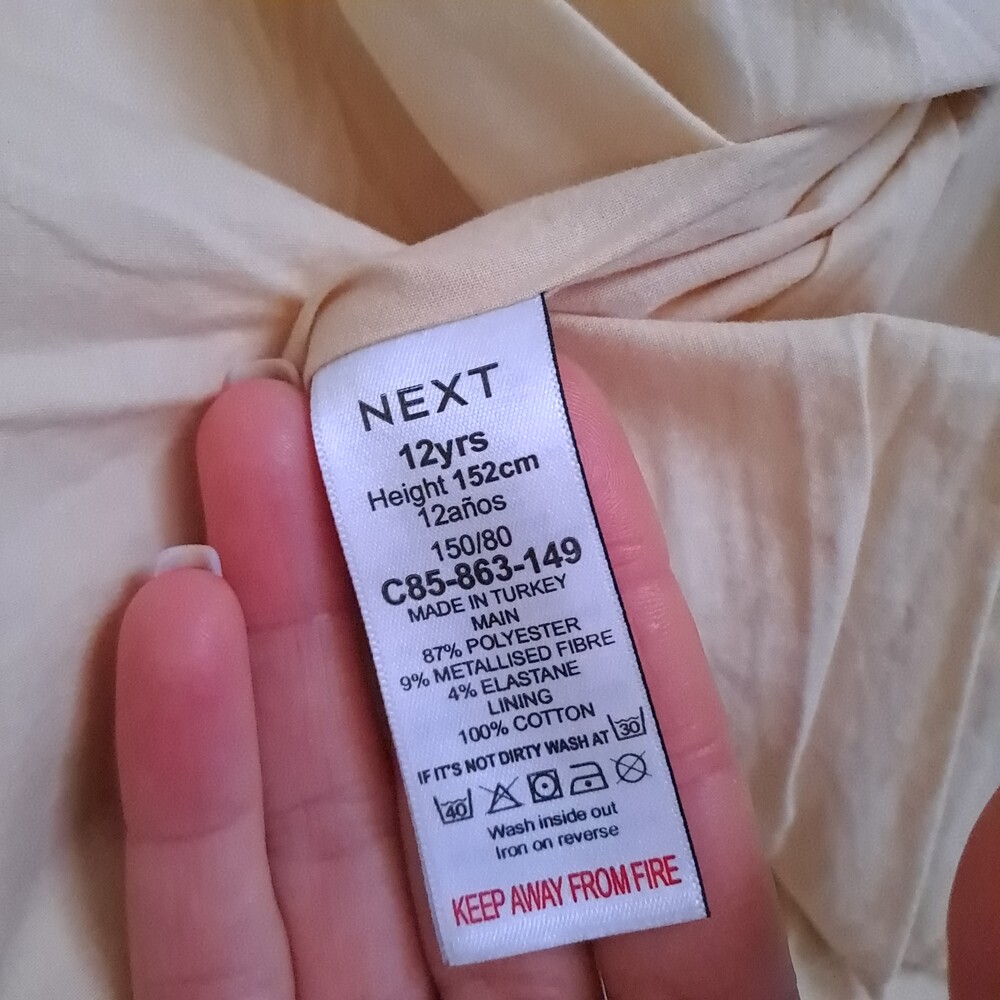 NEXT
12yrs
Height 152cm
12años
150/80
C85-863-149
MADE IN TURKEY
MAIN
87% POLYESTER
9% METALLISED FIBRE
4% ELASTANE
LINING
100% COTTON
IF IT'S NOT DIRTY WASH AT 30
40
Wash inside out
Iron on reverse
KEEP AWAY FROM FIRE